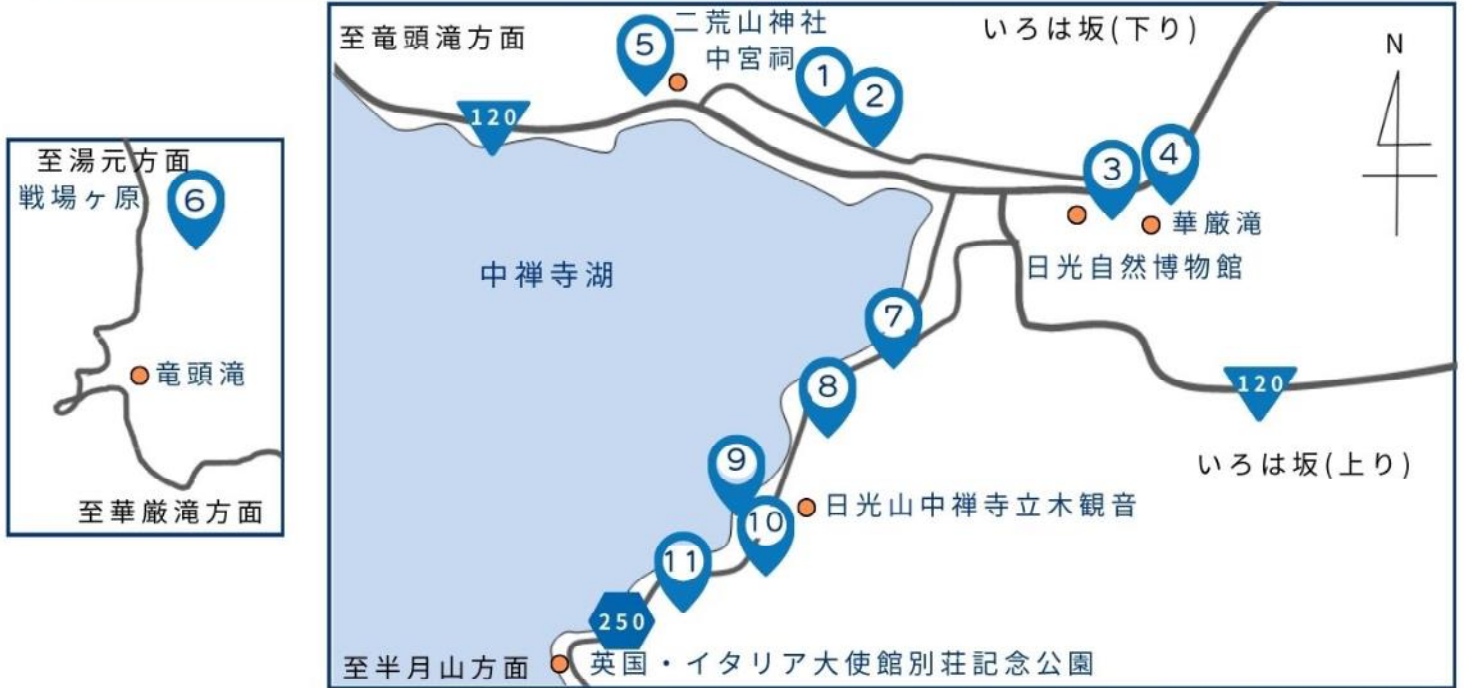 至湯元方面
戦場ヶ原
6
竜頭滝
至華厳滝方面
至竜頭滝方面
二荒山神社
中宮祠
いろは坂(下り)
N
5
1
2
120
3
4
華厳滝
日光自然博物館
中禅寺湖
7
8
120
いろは坂(上り)
9
10
日光山中禅寺立木観音
11
250
至半月山方面
英国・イタリア大使館別荘記念公園